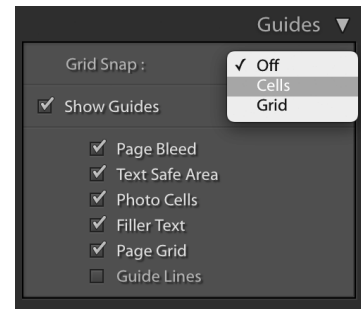 Guides ▼
Grid Snap :
✓ Off
Cells
Grid
Show Guides
Page Bleed
Text Safe Area
Photo Cells
Filler Text
Page Grid
Guide Lines